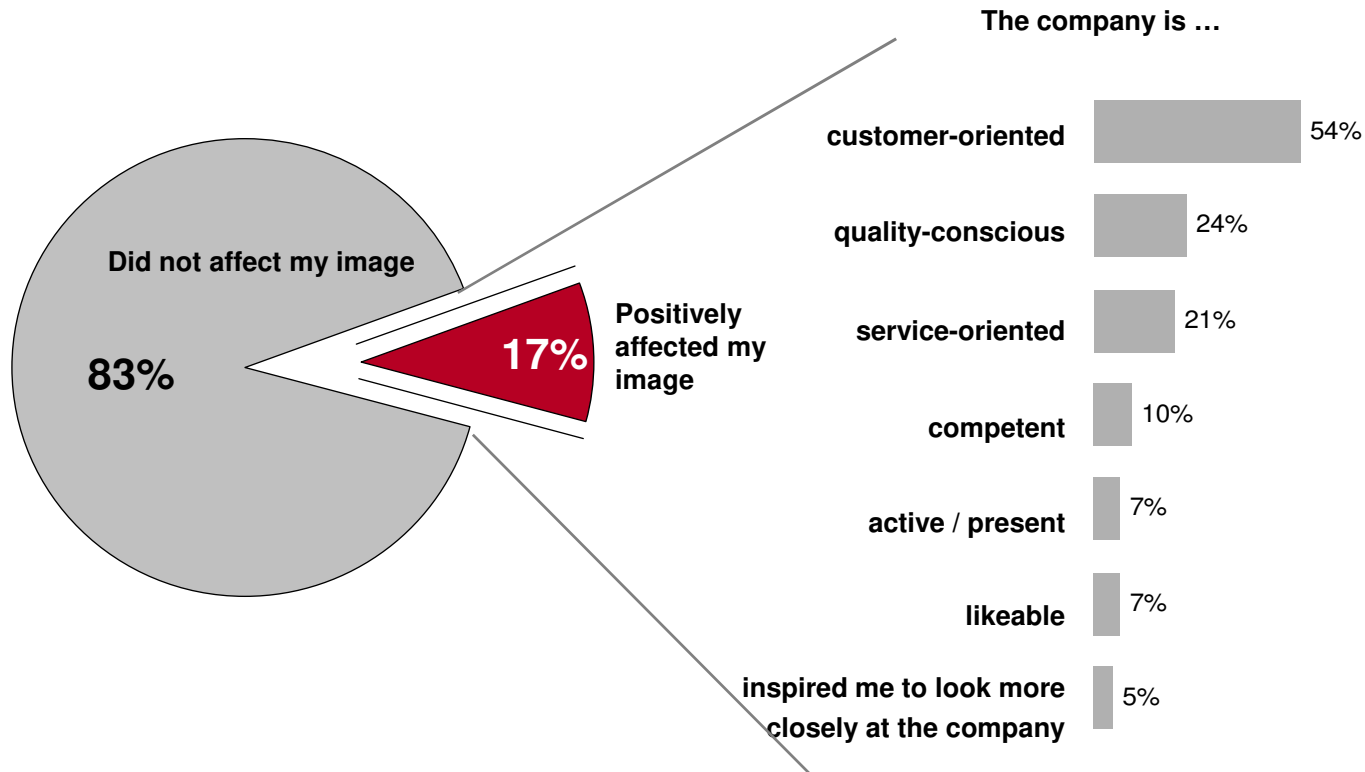 The company is …
customer-oriented
54%
quality-conscious
24%
Did not affect my image
service-oriented
21%
Positively
affected my
image
17%
83%
competent
10%
active / present
7%
likeable
7%
inspired me to look more
closely at the company
5%